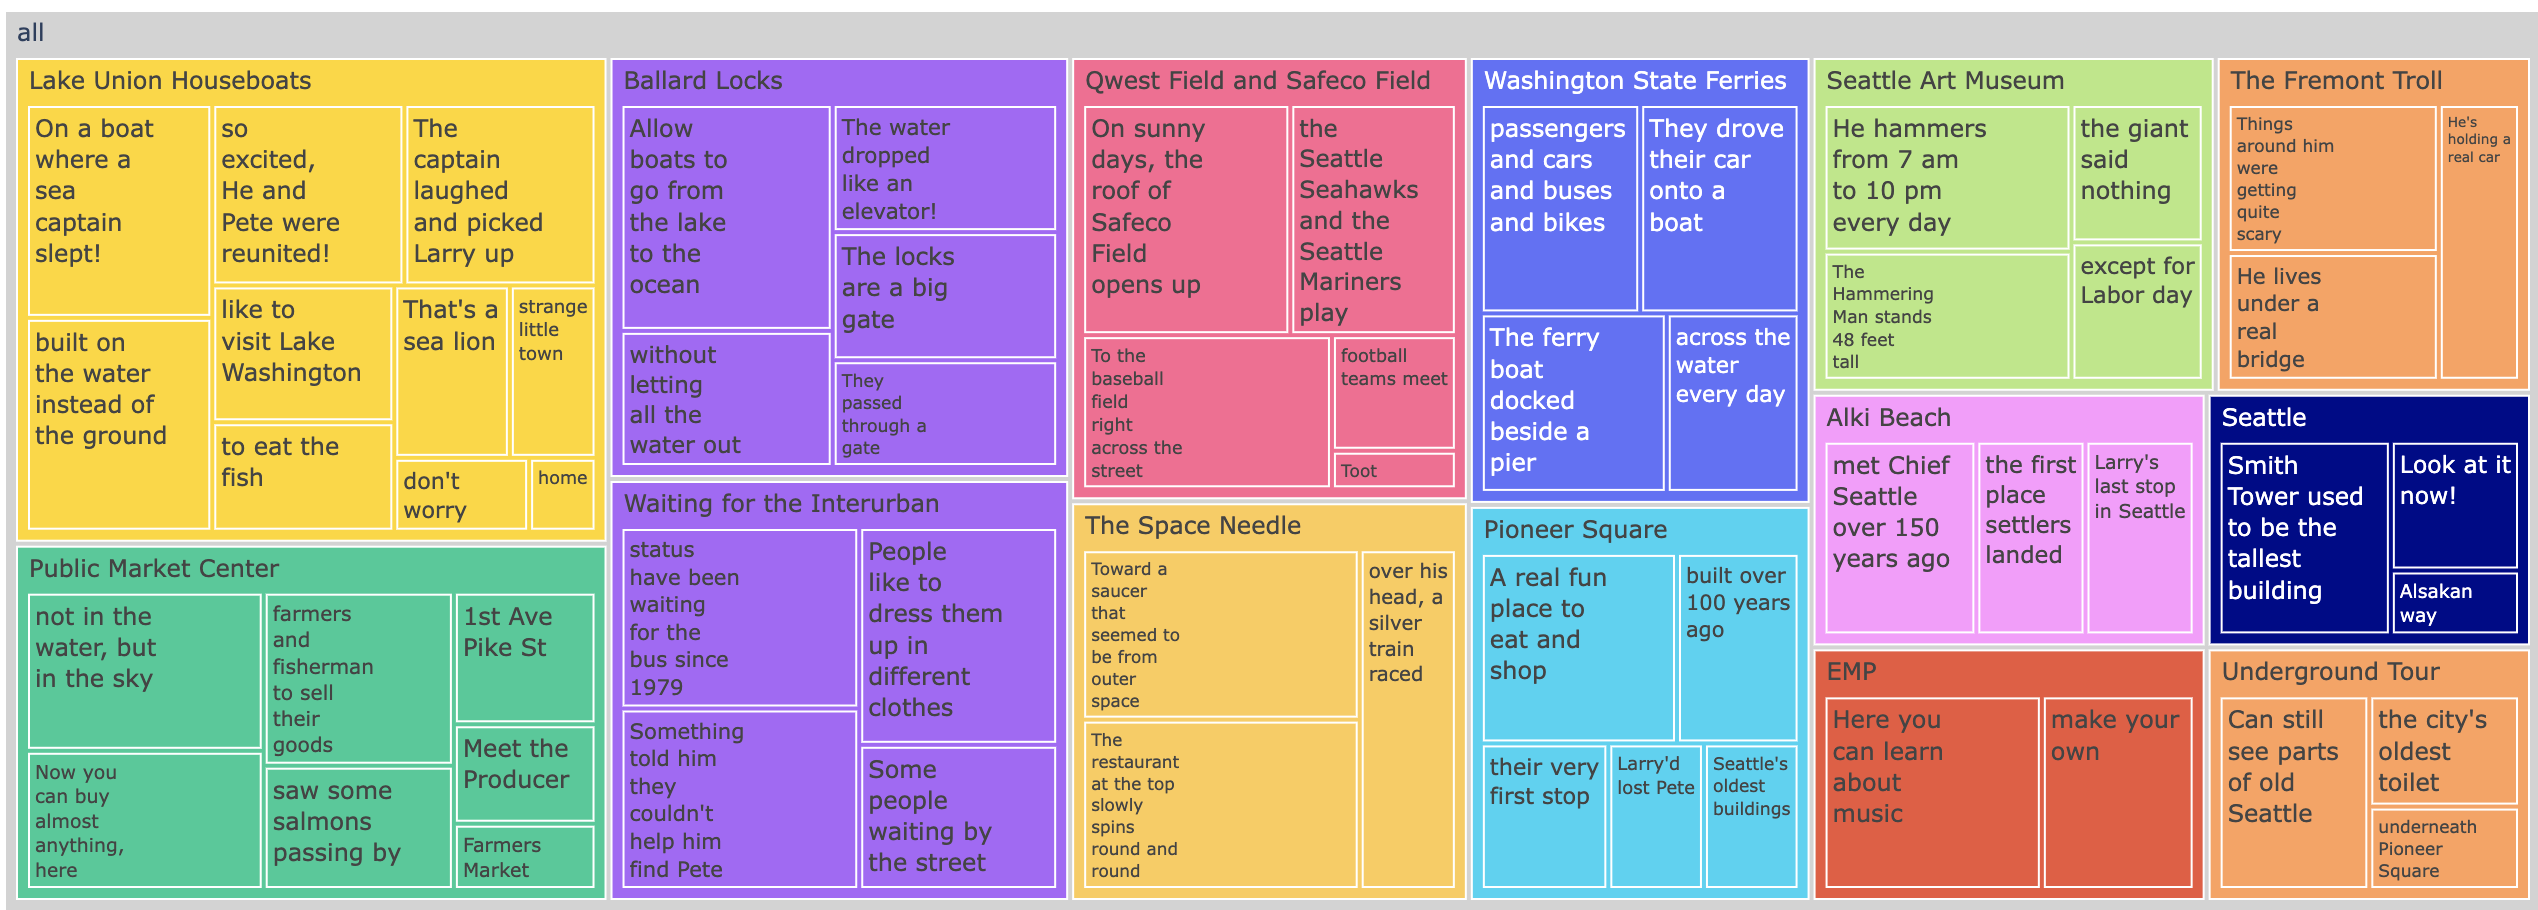 all
Lake Union Houseboats
On a boat
where a
sea
captain
slept!
so
excited,
He and
Pete were
reunited!
The
captain
laughed
and picked
Larry up
built on
the water
instead of
the ground
like to
visit Lake
Washington
That's a
sea lion
strange
little
town
to eat the
fish
don't
worry
home
Public Market Center
not in the
water, but
in the sky
farmers
and
fisherman
to sell
their
goods
1st Ave
Pike St
Now you
can buy
almost
anything,
here
saw some
salmons
passing by
Meet the
Producer
Farmers
Market
Ballard Locks
Allow
boats to
go from
the lake
to the
ocean
The water
dropped
like an
elevator!
The locks
are a big
gate
without
letting
all the
water out
They
passed
through a
gate
Waiting for the Interurban
status
have been
waiting
for the
bus since
1979
People
like to
dress them
up in
different
clothes
Something
told him
they
couldn't
help him
find Pete
Some
people
waiting by
the street
Qwest Field and Safeco Field
On sunny
days, the
roof of
Safeco
Field
opens up
the
Seattle
Seahawks
and the
Seattle
Mariners
play
To the
baseball
field
right
across the
street
football
teams meet
Toot
The Space Needle
Toward a
saucer
that
seemed to
be from
outer
space
over his
head, a
silver
train
raced
The
restaurant
at the top
slowly
spins
round and
round
Washington State Ferries
passengers
and cars
and buses
and bikes
They drove
their car
onto a
boat
The ferry
boat
docked
beside a
pier
across the
water
every day
Pioneer Square
A real fun
place to
eat and
shop
built over
100 years
ago
their very
first stop
Larry'd
lost Pete
Seattle's
oldest
buildings
Seattle Art Museum
He hammers
from 7 am
to 10 pm
every day
the giant
said
nothing
The
Hammering
Man stands
48 feet
tall
except for
Labor day
The Fremont Troll
Things
around him
were
getting
quite
scary
He's
holding a
real car
He lives
under a
real
bridge
Alki Beach
met Chief
Seattle
over 150
years ago
the first
place
settlers
landed
Larry's
last stop
in Seattle
Seattle
Smith
Tower used
to be the
tallest
building
Look at it
now!
Alsakan
way
EMP
Here you
can learn
about
music
make your
own
Underground Tour
Can still
see parts
of old
Seattle
the city's
oldest
toilet
underneath
Pioneer
Square